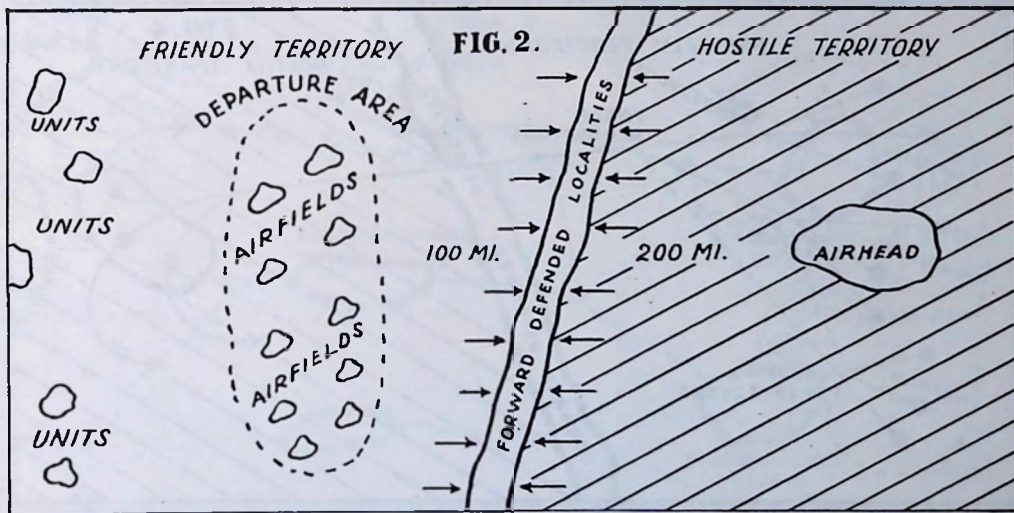 FRIENDLY TERRITORY
FIG. 2.
HOSTILE TERRITORY
DEPARTURE AREA
UNITS
UNITS
UNITS
AIRFIELDS
AIRFIELDS
100 MI.
FORWARD DEFENDED LOCALITIES
200 MI.
AIRHEAD